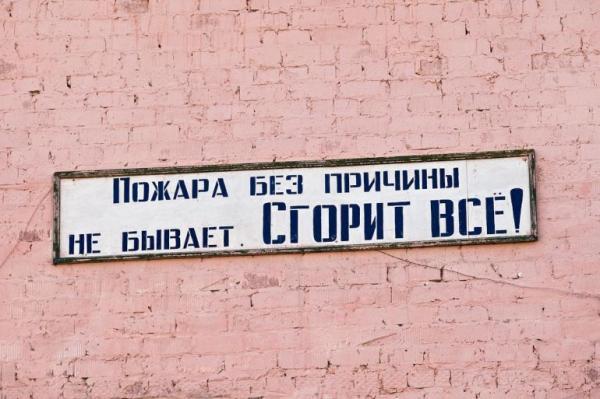 Пожара без причины
не бывает. Сгорит всё!